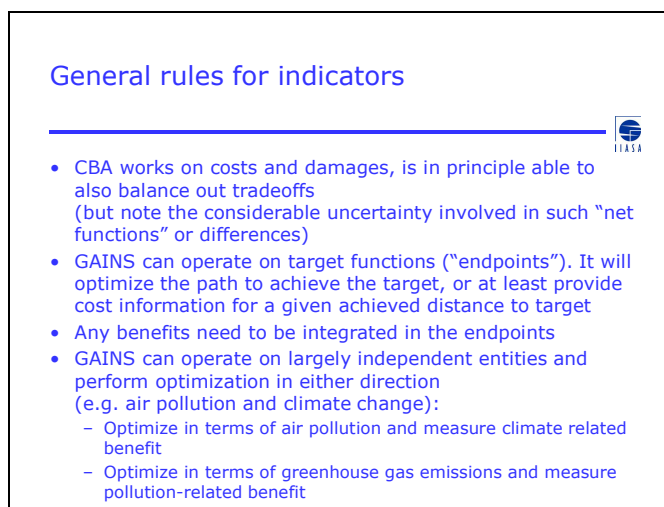 General rules for indicators
IIASA
• CBA works on costs and damages, is in principle able to
also balance out tradeoffs
(but note the considerable uncertainty involved in such “net
functions” or differences)
• GAINS can operate on target functions (“endpoints”). It will
optimize the path to achieve the target, or at least provide
cost information for a given achieved distance to target
• Any benefits need to be integrated in the endpoints
• GAINS can operate on largely independent entities and
perform optimization in either direction
(e.g. air pollution and climate change):
– Optimize in terms of air pollution and measure climate related
benefit
– Optimize in terms of greenhouse gas emissions and measure
pollution-related benefit